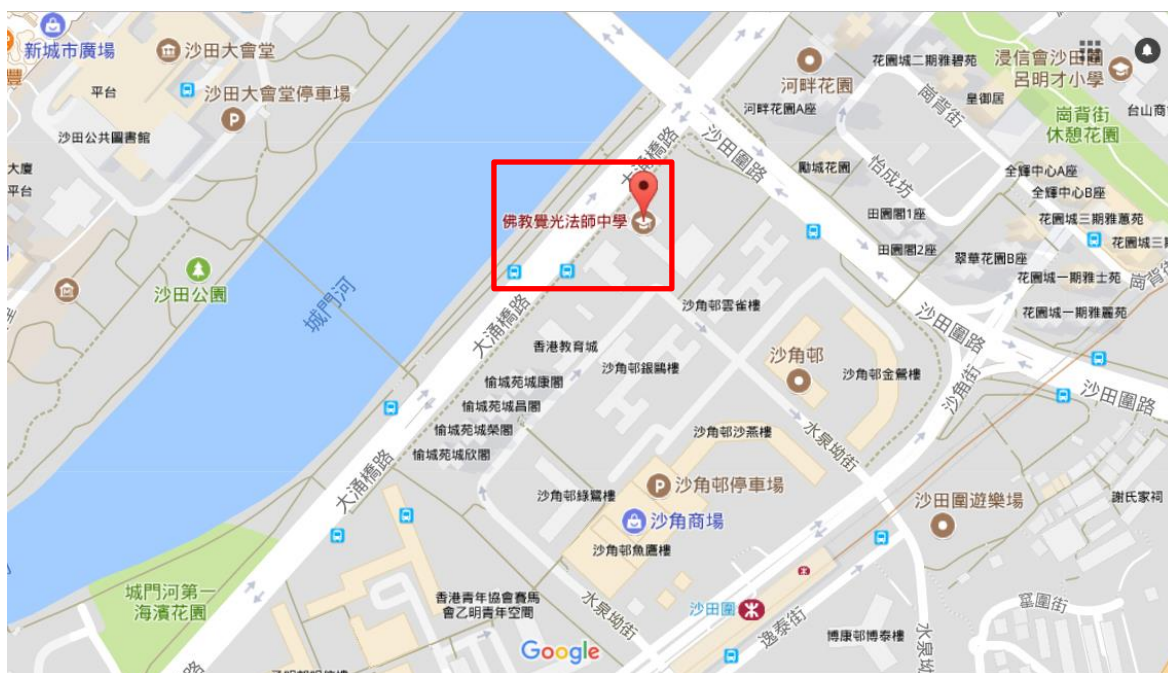 新城市廣場
沙田大會堂
平台
沙田大會堂停車場
沙田公共圖書館
大廈
平台
沙田公園
城門河
大涌橋路
佛教覺光法師中學
沙田圍路
河畔花園
河畔花園A座
花園城二期雅碧苑
浸信會沙田圍
呂明才小學
皇御居
崗背街
崗背街
休憩花園
台山商
勵城花園
怡成坊
全輝中心A座
全輝中心B座
田園閣1座
花園城三期雅蕙苑
田園閣2座
翠華花園B座
花園城三期
花園城一期雅士苑
崗背街
花園城一期雅麗苑
沙角邨雲雀樓
大涌橋路
香港教育城
沙角邨銀鷗樓
愉城苑城康閣
愉城苑城昌閣
愉城苑城榮閣
愉城苑城欣閣
沙角邨
沙角邨金鶯樓
沙田圍路
沙角街
沙田圍路
沙角邨沙燕樓
水泉坳街
大涌橋路
沙角邨綠鷺樓
沙角邨停車場
沙角商場
沙角邨魚鷹樓
沙田圍遊樂場
謝氏家祠
城門河第一
海濱花園
香港青年協會賽馬
會乙明青年空間
水泉坳街
沙田圍
逸泰街
博康邨博泰樓
水泉坳
Google